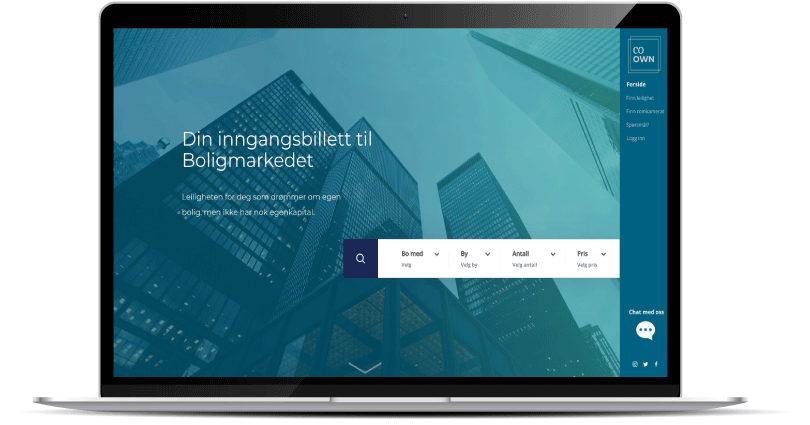 CO
OWN
Forside
Finn leilighet
Finn romkamerat
Spørsmål?
Logg inn
Din inngangsbillett til
Boligmarkedet
Leiligheten for deg som drømmer om egen
bolig, men ikke har nok egenkapital.
Bo med
Velg
By
Velg by
Antall
Velg antall
Pris
Velg pris
Chat med oss